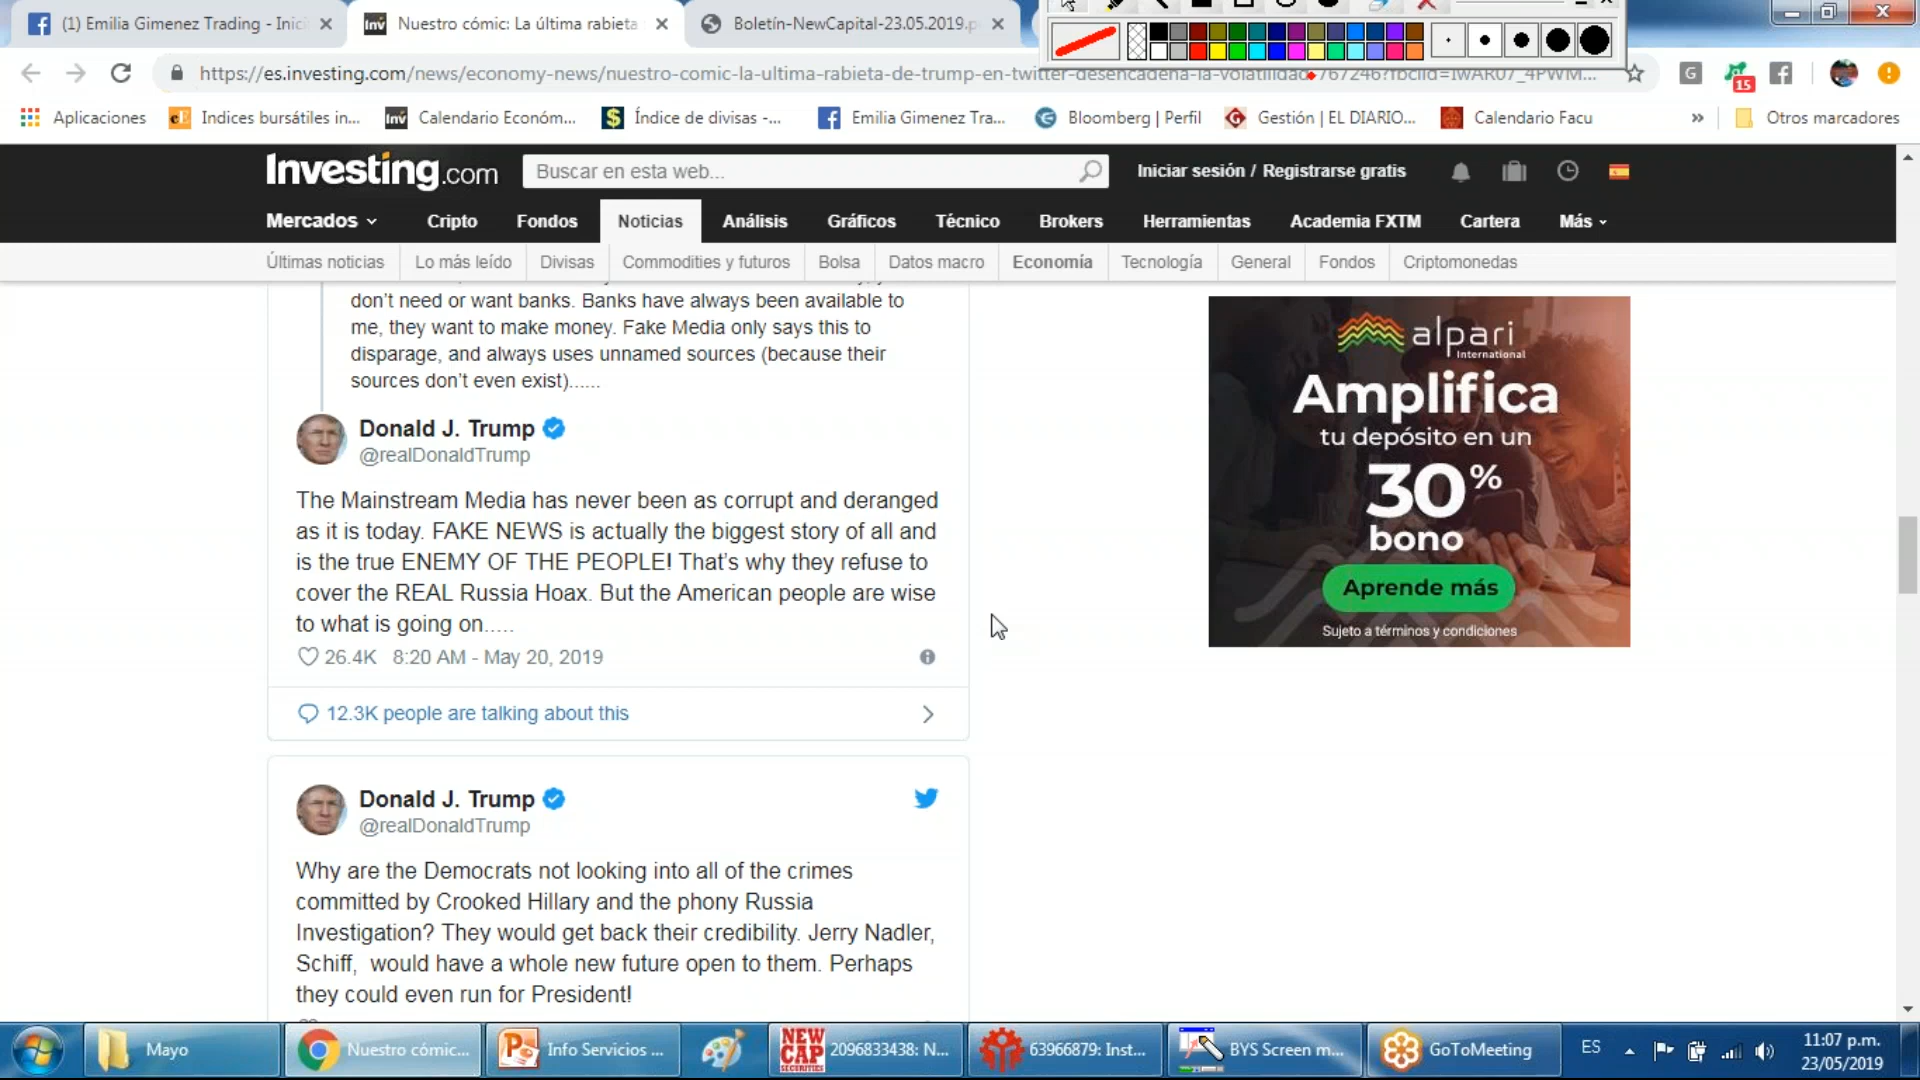 (1) Emilia Gimenez Trading - Inici
Nuestro cómic: La última rabieta
Boletín-NewCapital-23.05.2019.p
https://es.investing.com/news/economy-news/nuestro-comic-la-ultima-rabieta-de-trump-en-twitter-desencadena-la-volatilidad-767246?fbclid=IwAR07_4PWM...
G
15
Aplicaciones
eE
Indices bursátiles in...
Inv
Calendario Económ...
Índice de divisas -...
Emilia Gimenez Tra...
Bloomberg | Perfil
Gestión | EL DIARIO...
Calendario Facu
»
Otros marcadores
Investing.com
Buscar en esta web...
Iniciar sesión / Registrarse gratis
Mercados
Cripto
Fondos
Noticias
Análisis
Gráficos
Técnico
Brokers
Herramientas
Academia FXTM
Cartera
Más
Últimas noticias
Lo más leído
Divisas
Commodities y futuros
Bolsa
Datos macro
Economía
Tecnología
General
Fondos
Criptomonedas
don't need or want banks. Banks have always been available to
me, they want to make money. Fake Media only says this to
disparage, and always uses unnamed sources (because their
sources don't even exist)......
Donald J. Trump
@realDonaldTrump
The Mainstream Media has never been as corrupt and deranged
as it is today. FAKE NEWS is actually the biggest story of all and
is the true ENEMY OF THE PEOPLE! That's why they refuse to
cover the REAL Russia Hoax. But the American people are wise
to what is going on.....
26.4K 8:20 AM - May 20, 2019
12.3K people are talking about this
Donald J. Trump
@realDonaldTrump
Why are the Democrats not looking into all of the crimes
committed by Crooked Hillary and the phony Russia
Investigation? They would get back their credibility. Jerry Nadler,
Schiff, would have a whole new future open to them. Perhaps
they could even run for President!
alpari
International
Amplifica
tu depósito en un
30%
bono
Aprende más
Sujeto a términos y condiciones
Mayo
Nuestro cómic...
Info Servicios ...
NEW
CAP
SECURITIES
2096833438: N...
63966879: Inst...
BYS Screen m...
GoToMeeting
ES
11:07 p.m.
23/05/2019